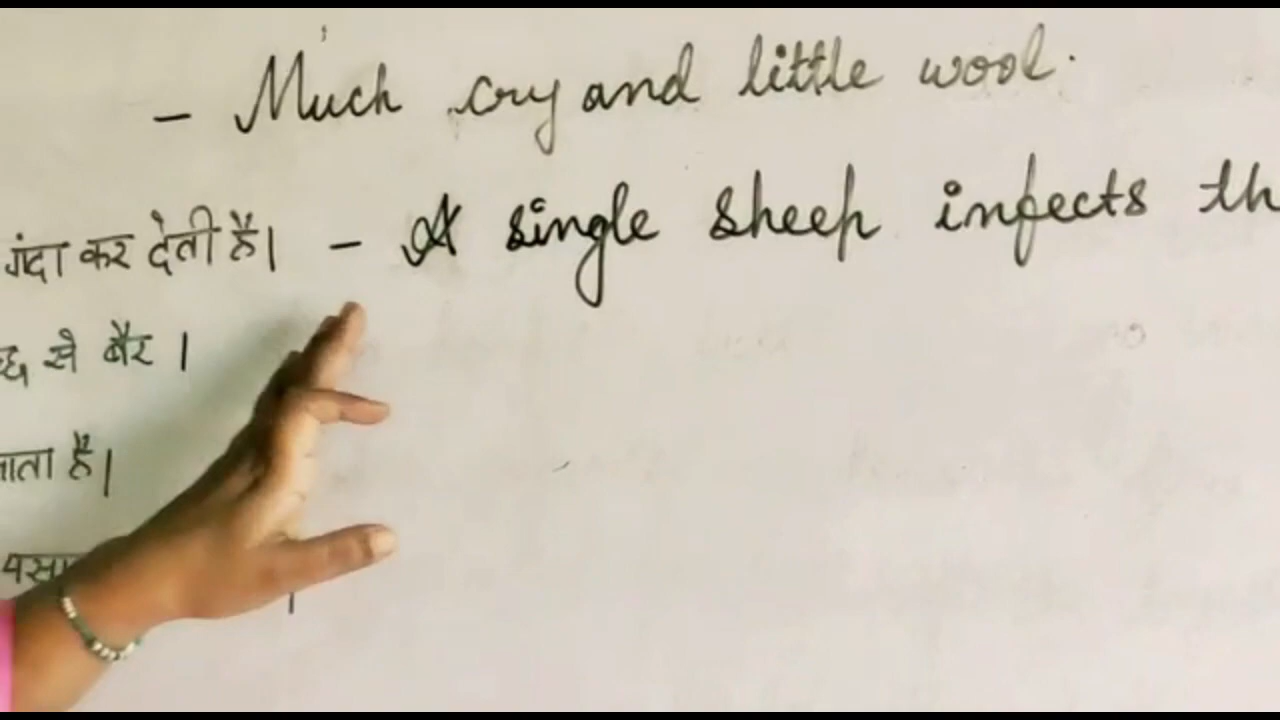 - Much cry and little wool.
गंदा कर देती है। - A single sheep infects th
से बैर ।
है।